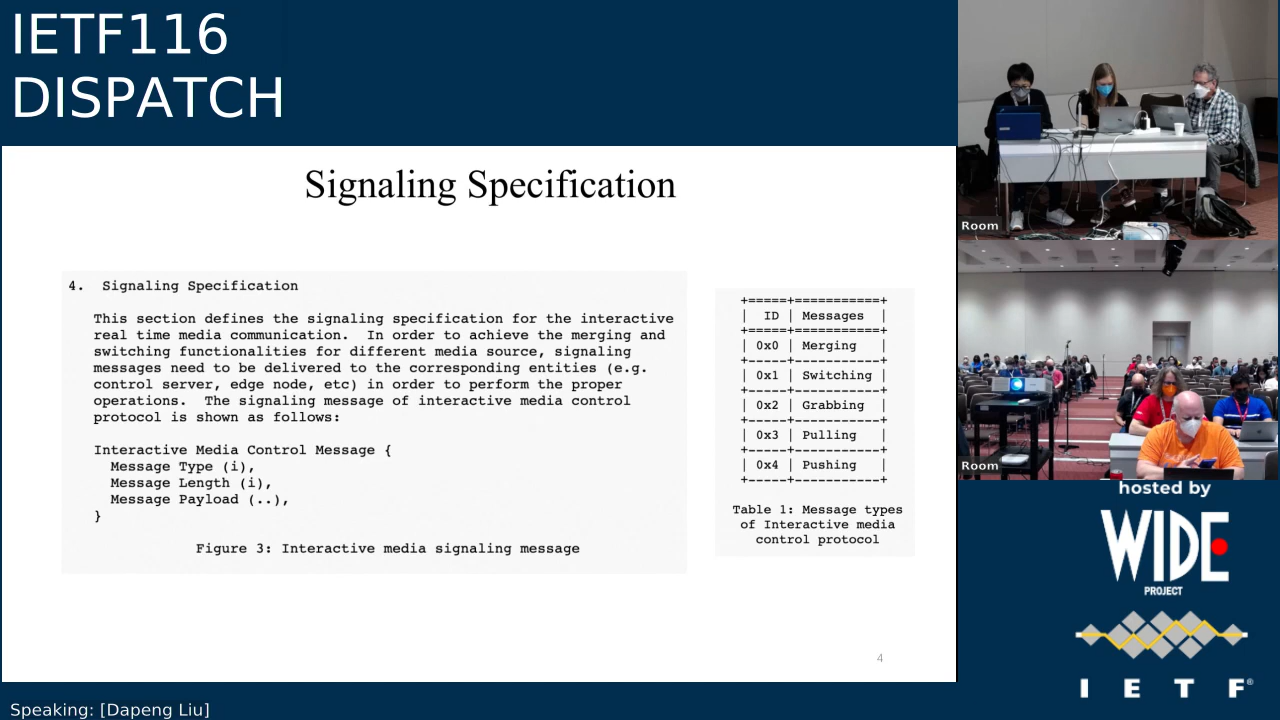 IETF116
DISPATCH
Signaling Specification
4. Signaling Specification
This section defines the signaling specification for the interactive
real time media communication. In order to achieve the merging and
switching functionalities for different media source, signaling
messages need to be delivered to the corresponding entities (e.g.
control server, edge node, etc) in order to perform the proper
operations. The signaling message of interactive media control
protocol is shown as follows:
Interactive Media Control Message {
Message Type (i),
Message Length (i),
Message Payload (..),
}
Figure 3: Interactive media signaling message
+=====+===========+
| ID | Messages |
+=====+===========+
| 0x0 | Merging |
+-----+-----------+
| 0x1 | Switching |
+-----+-----------+
| 0x2 | Grabbing |
+-----+-----------+
| 0x3 | Pulling |
+-----+-----------+
| 0x4 | Pushing |
+-----+-----------+
Table 1: Message types
of Interactive media
control protocol
4
Room
Room
hosted by
WIDE
PROJECT
I E T F®
Speaking: [Dapeng Liu]